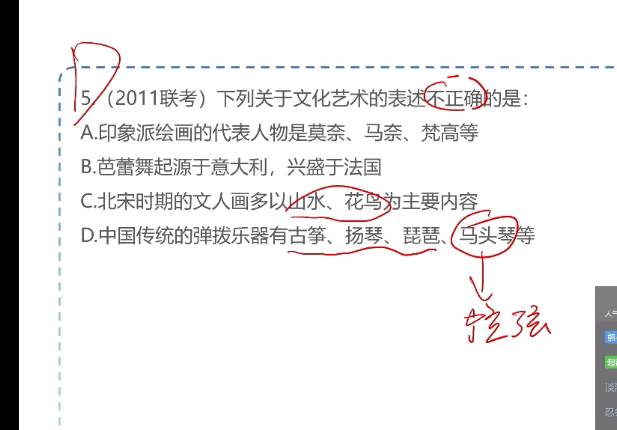 5.（2011联考）下列关于文化艺术的表述不正确的是：
A.印象派绘画的代表人物是莫奈、马奈、梵高等
B.芭蕾舞起源于意大利，兴盛于法国
C.北宋时期的文人画多以山水、花鸟为主要内容
D.中国传统的弹拨乐器有古筝、扬琴、琵琶、马头琴等
弦
人气